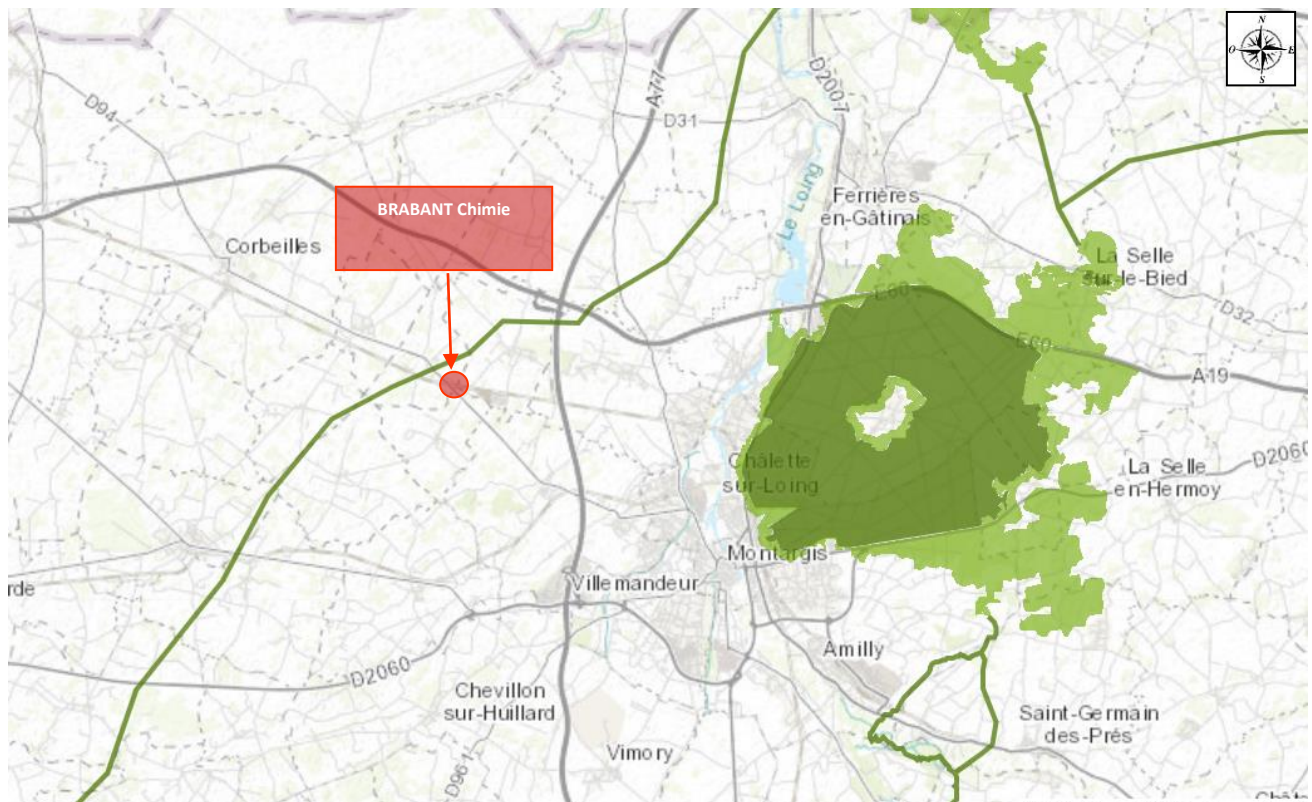 N
O
E
S
D94
A77
D200 7
D31
Le Loing
Ferrières
en-Gâtinais
BRABANT Chimie
Corbeilles
La Selle
sur-le-Bied
E60
D32
E60
A19
Châlette
sur-Loing
La Selle
en-Hermoy
D2060
Montargis
Villemandeur
rde
D2060
Amilly
Chevillon
sur-Huillard
Saint-Germain
des-Prés
Vimory
D961